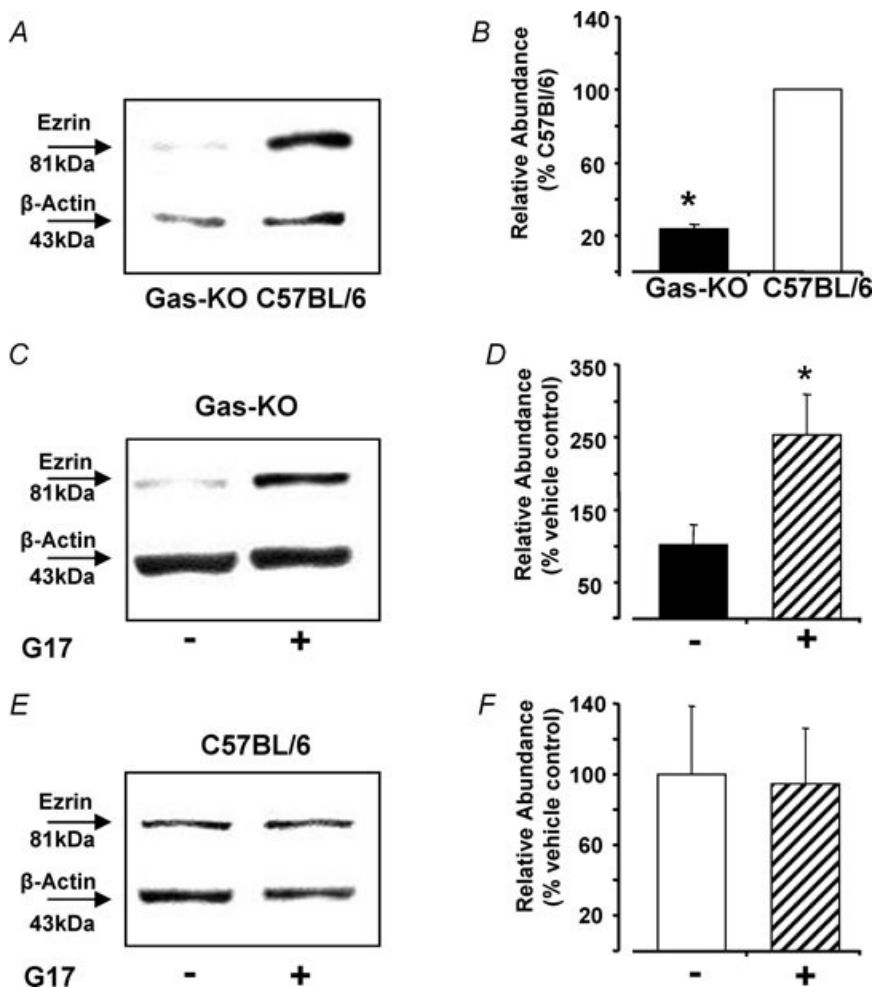 A
Ezrin
81kDa
β-Actin
43kDa
Gas-KO C57BL/6
B
Relative Abundance
(% C57Bl/6)
140
100
60
20
*
Gas-KO C57BL/6
C
Gas-KO
Ezrin
81kDa
β-Actin
43kDa
G17 - +
D
Relative Abundance
(% vehicle control)
350
250
150
50
*
- +
E
C57BL/6
Ezrin
81kDa
β-Actin
43kDa
G17 - +
F
Relative Abundance
(% vehicle control)
140
100
60
20
- +